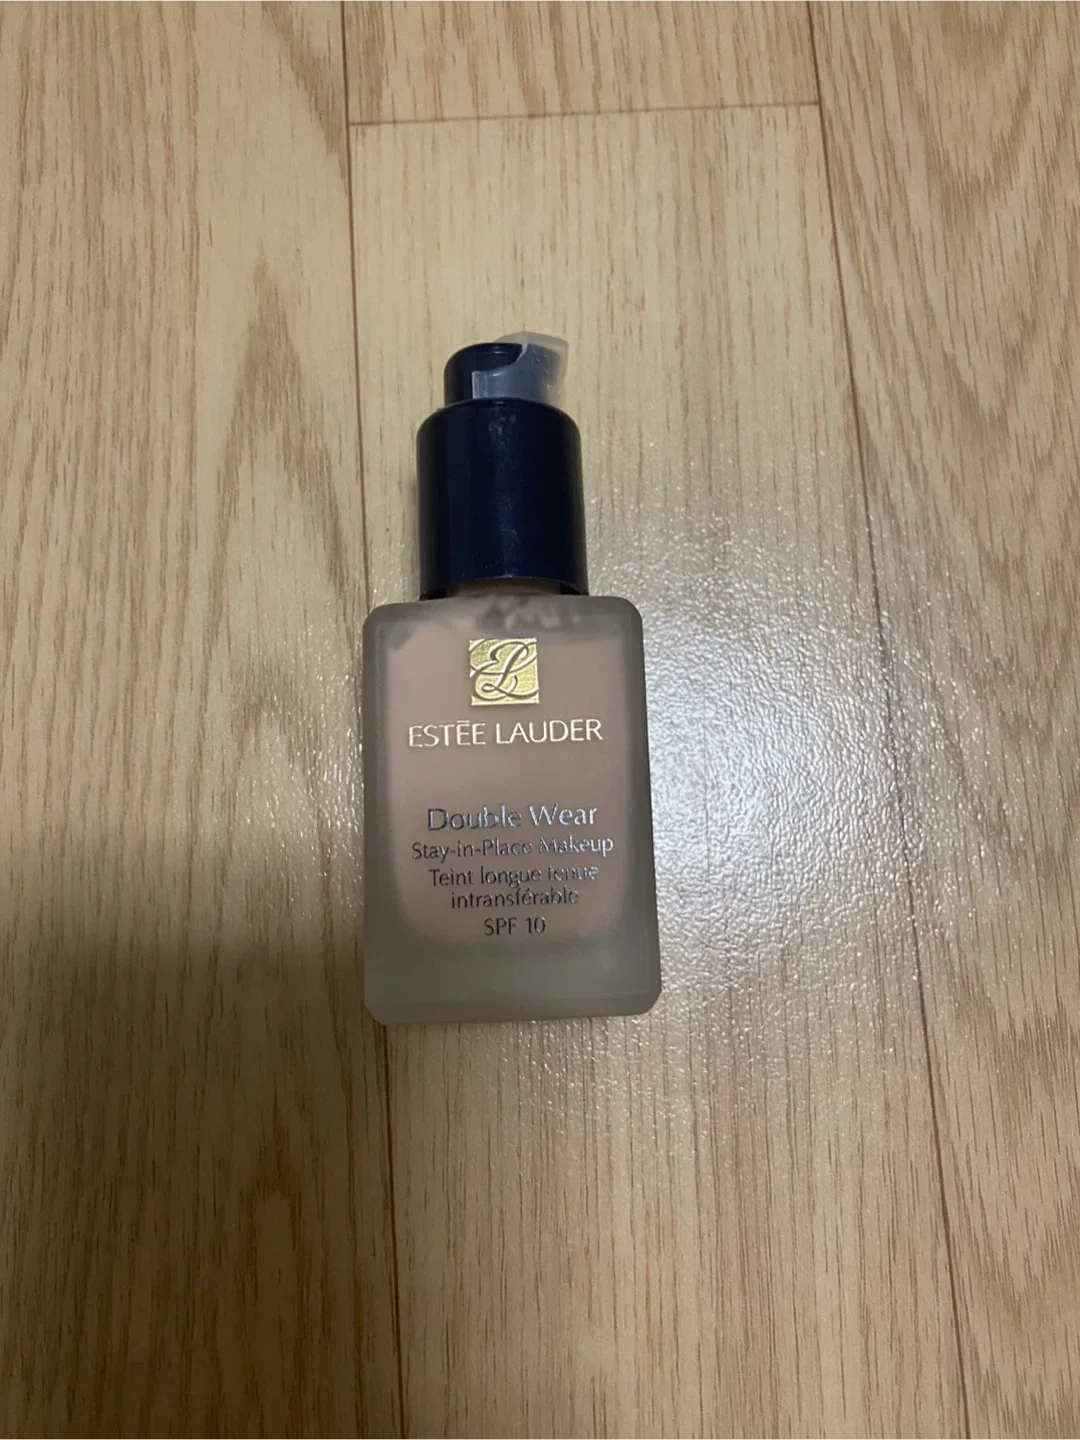 ESTĒE LAUDER
Double Wear
Stay-in-Place Makeup
Teint longue tenue
intransférable
SPF 10